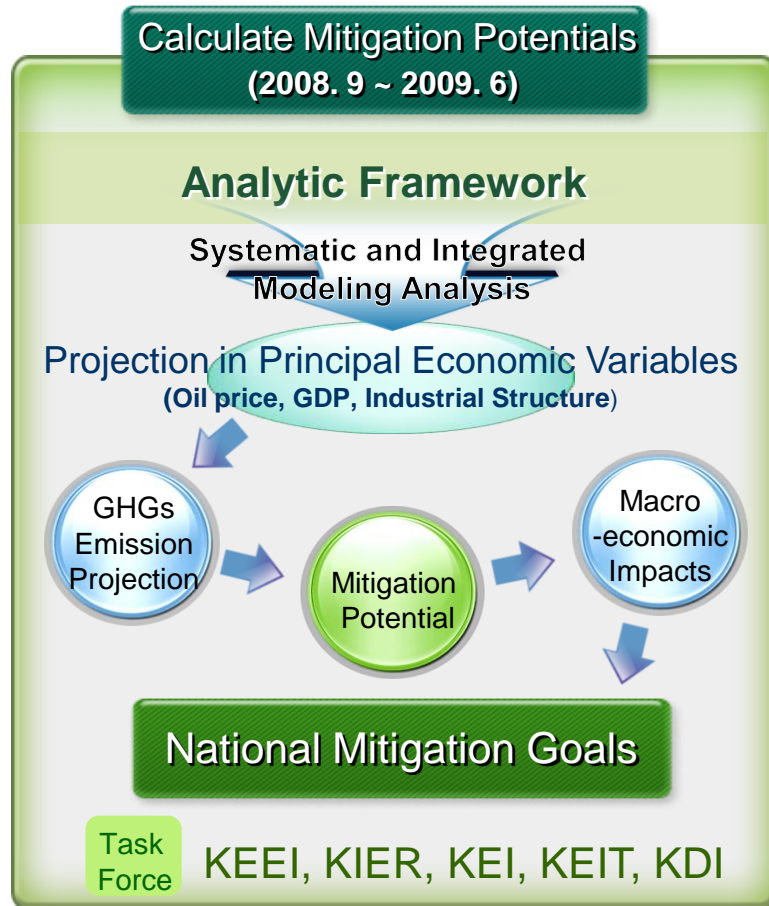 Calculate Mitigation Potentials
(2008. 9 ~ 2009. 6)
Analytic Framework
Systematic and Integrated
Modeling Analysis
Projection in Principal Economic Variables
(Oil price, GDP, Industrial Structure)
GHGs
Emission
Projection
Mitigation
Potential
Macro
-economic
Impacts
National Mitigation Goals
Task
Force
KEEI, KIER, KEI, KEIT, KDI